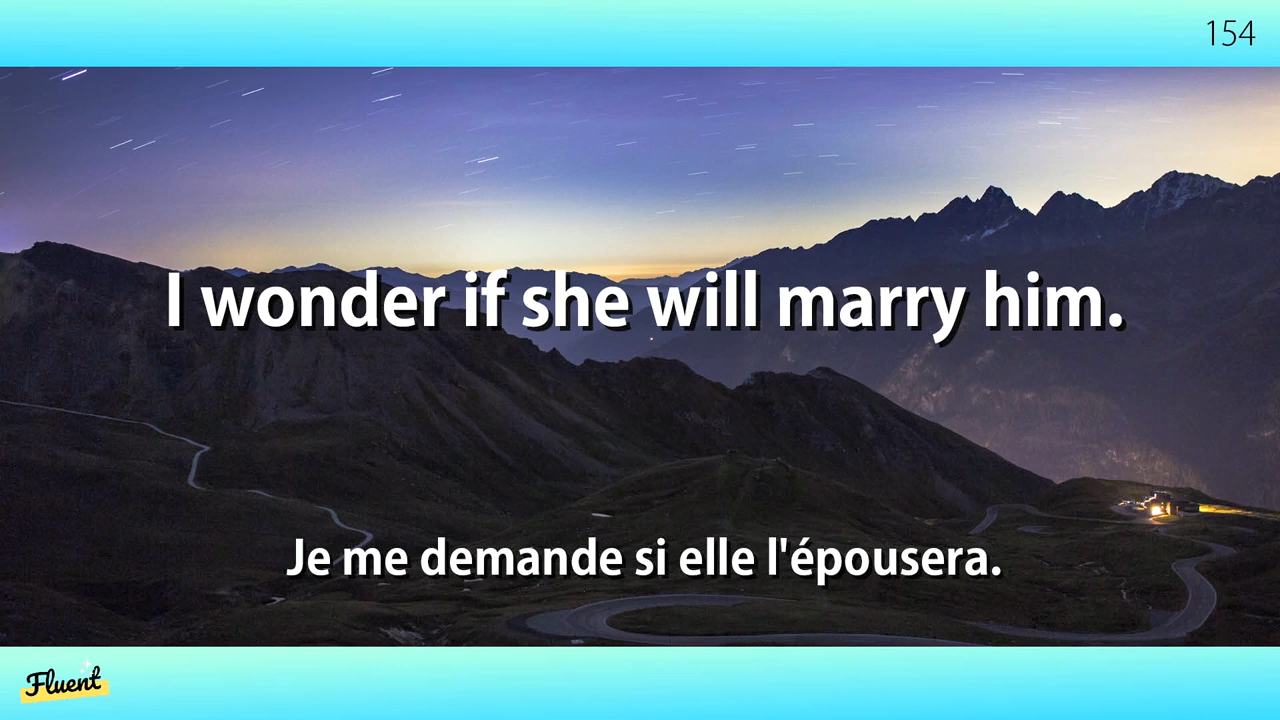 154
I wonder if she will marry him.
Je me demande si elle l'épousera.
Fluent